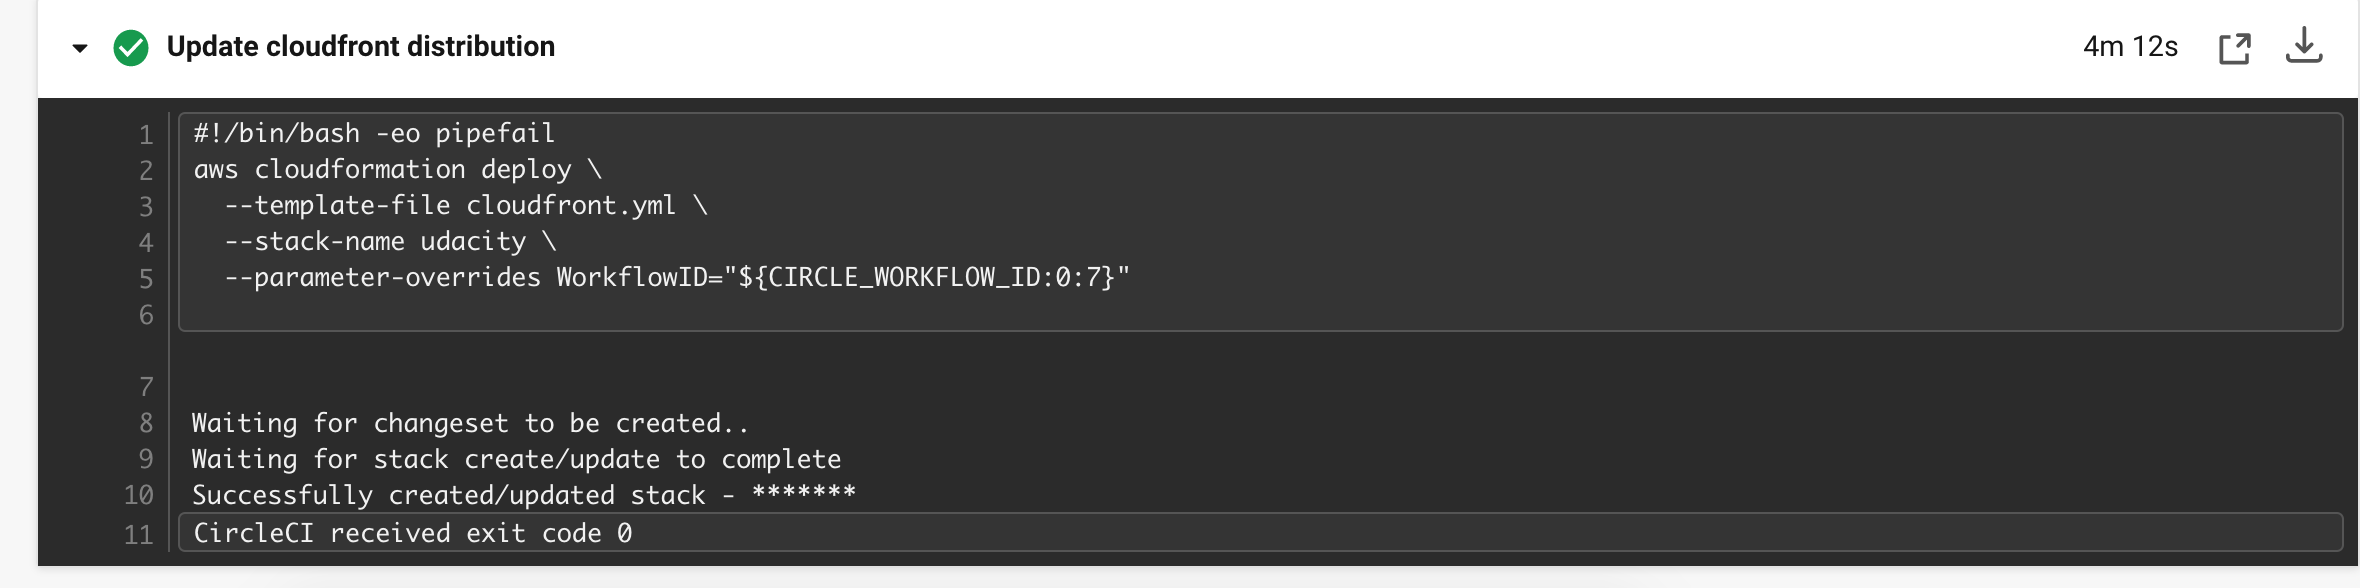 Update cloudfront distribution 4m 12s
1 #!/bin/bash -eo pipefail
2 aws cloudformation deploy \
3 --template-file cloudfront.yml \
4 --stack-name udacity \
5 --parameter-overrides WorkflowID="${CIRCLE_WORKFLOW_ID:0:7}"
6
7
8 Waiting for changeset to be created..
9 Waiting for stack create/update to complete
10 Successfully created/updated stack - *******
11 CircleCI received exit code 0